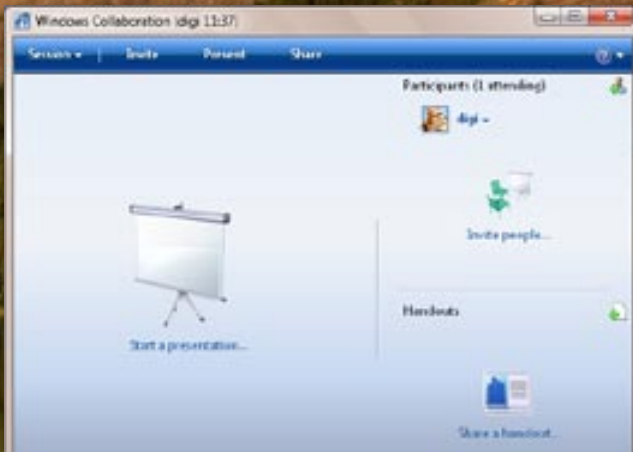 Windows Collaboration (digi 11:37)
Session Invite Present Share
Participants (1 attending)
digi
Invite people...
Start a presentation...
Handouts
Share a handout...